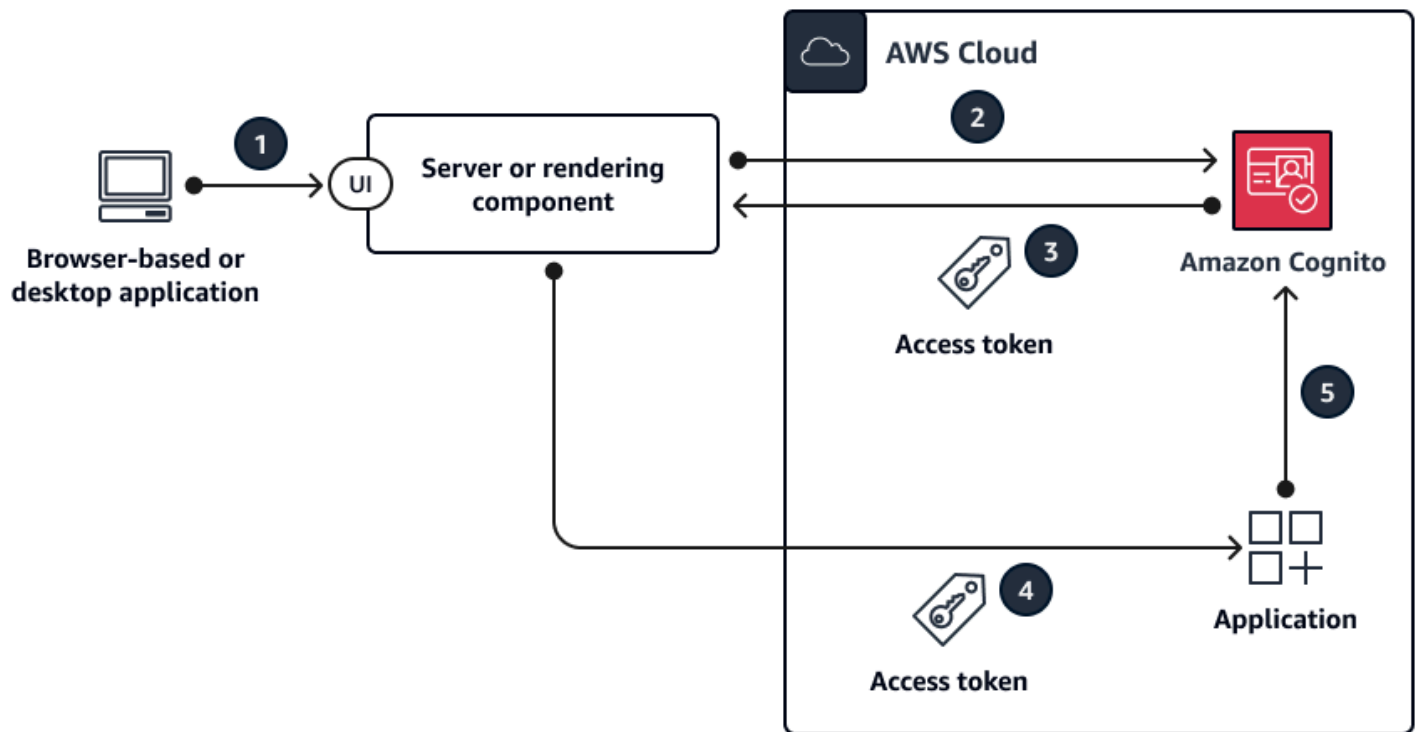 AWS Cloud
1
2
UI
Server or rendering
component
Browser-based or
desktop application
3
Amazon Cognito
Access token
5
4
Application
Access token